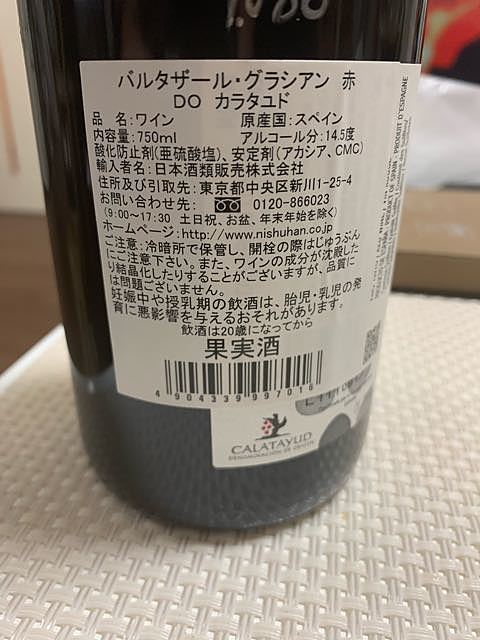 バルタザール・グラシアン 赤
DO カラタユド
品 名:ワイン 原産国:スペイン
内容量:750ml アルコール分:14.5度
酸化防止剤(亜硫酸塩)、安定剤(アカシア、CMC)
輸入者名:日本酒類販売株式会社
住所及び引取先:東京都中央区新川1-25-4
お問い合わせ先: 0120-866023
(9:00〜17:30 土日祝、お盆、年末年始を除く)
ホームページ:http://www.nishuhan.co.jp
ご注意:冷暗所で保管し、開栓の際はじゅうぶん
にご注意下さい。また、ワインの成分が沈殿した
り結晶化したりすることがございますが、品質に
は問題ございません。
妊娠中や授乳期の飲酒は、胎児・乳児の発
育に悪影響を与えるおそれがあります。
飲酒は20歳になってから
果実酒
4904339997016
CALATAYUD
DENOMINACIÓN DE ORIGEN
PRODUCT OF SPAIN · PRODUIT D'ESPAGNE